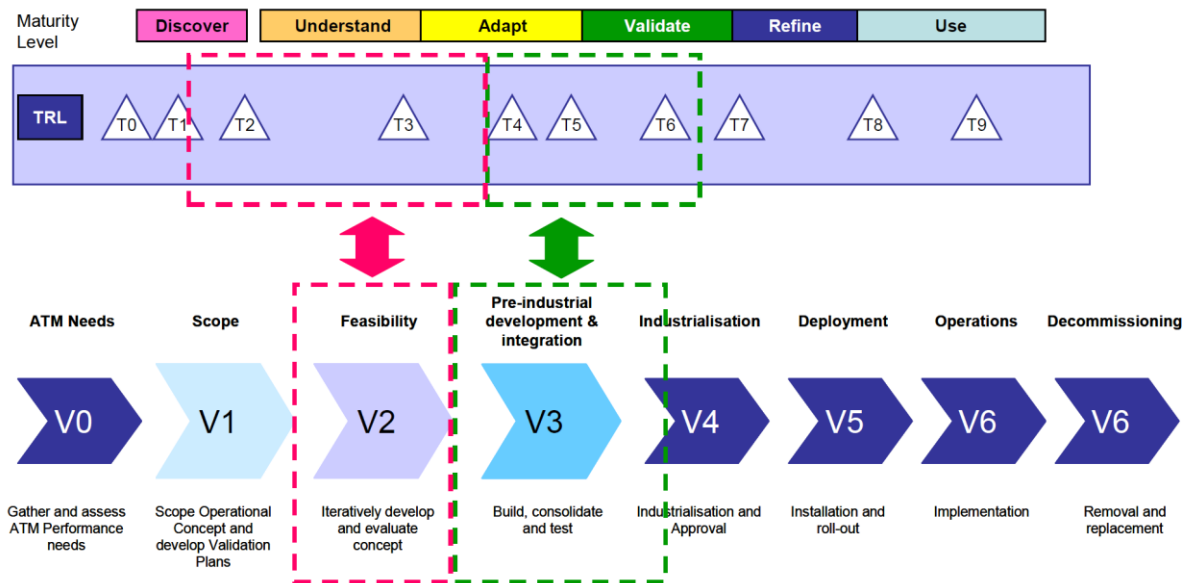 Maturity
Level
Discover
Understand
Adapt
Validate
Refine
Use
TRL
T0
T1
T2
T3
T4
T5
T6
T7
T8
T9
ATM Needs
Scope
Feasibility
Pre-industrial
development &
integration
Industrialisation
Deployment
Operations
Decommissioning
V0
V1
V2
V3
V4
V5
V6
V6
Gather and assess
ATM Performance
needs
Scope Operational
Concept and
develop Validation
Plans
Iteratively develop
and evaluate
concept
Build, consolidate
and test
Industrialisation and
Approval
Installation and
roll-out
Implementation
Removal and
replacement